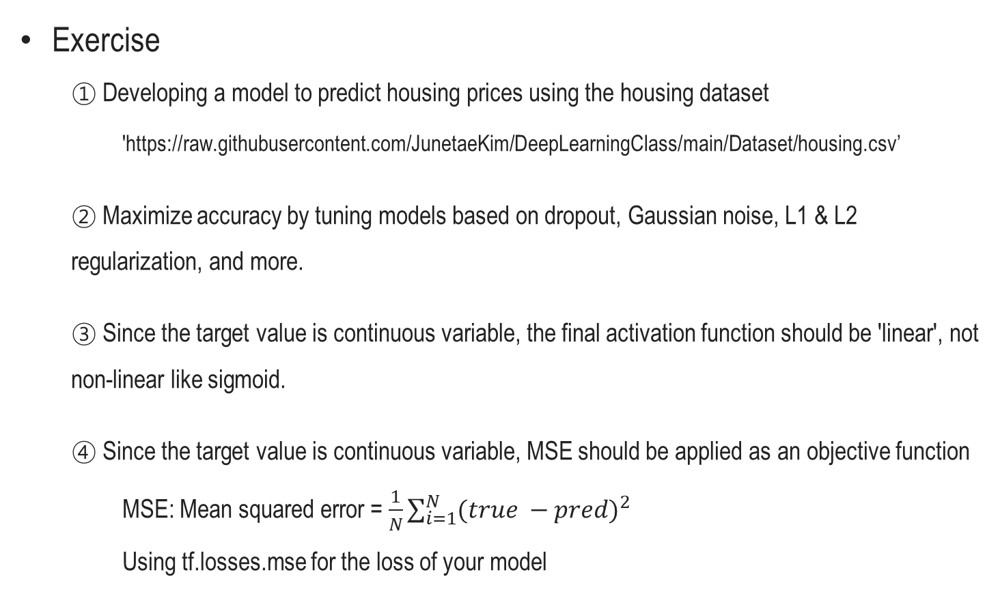 • Exercise
① Developing a model to predict housing prices using the housing dataset
'https://raw.githubusercontent.com/JunetaeKim/DeepLearningClass/main/Dataset/housing.csv’
② Maximize accuracy by tuning models based on dropout, Gaussian noise, L1 & L2
regularization, and more.
③ Since the target value is continuous variable, the final activation function should be 'linear', not
non-linear like sigmoid.
④ Since the target value is continuous variable, MSE should be applied as an objective function
MSE: Mean squared error = \frac{1}{N} \sum_{i=1}^{N} (true - pred)^2
Using tf.losses.mse for the loss of your model